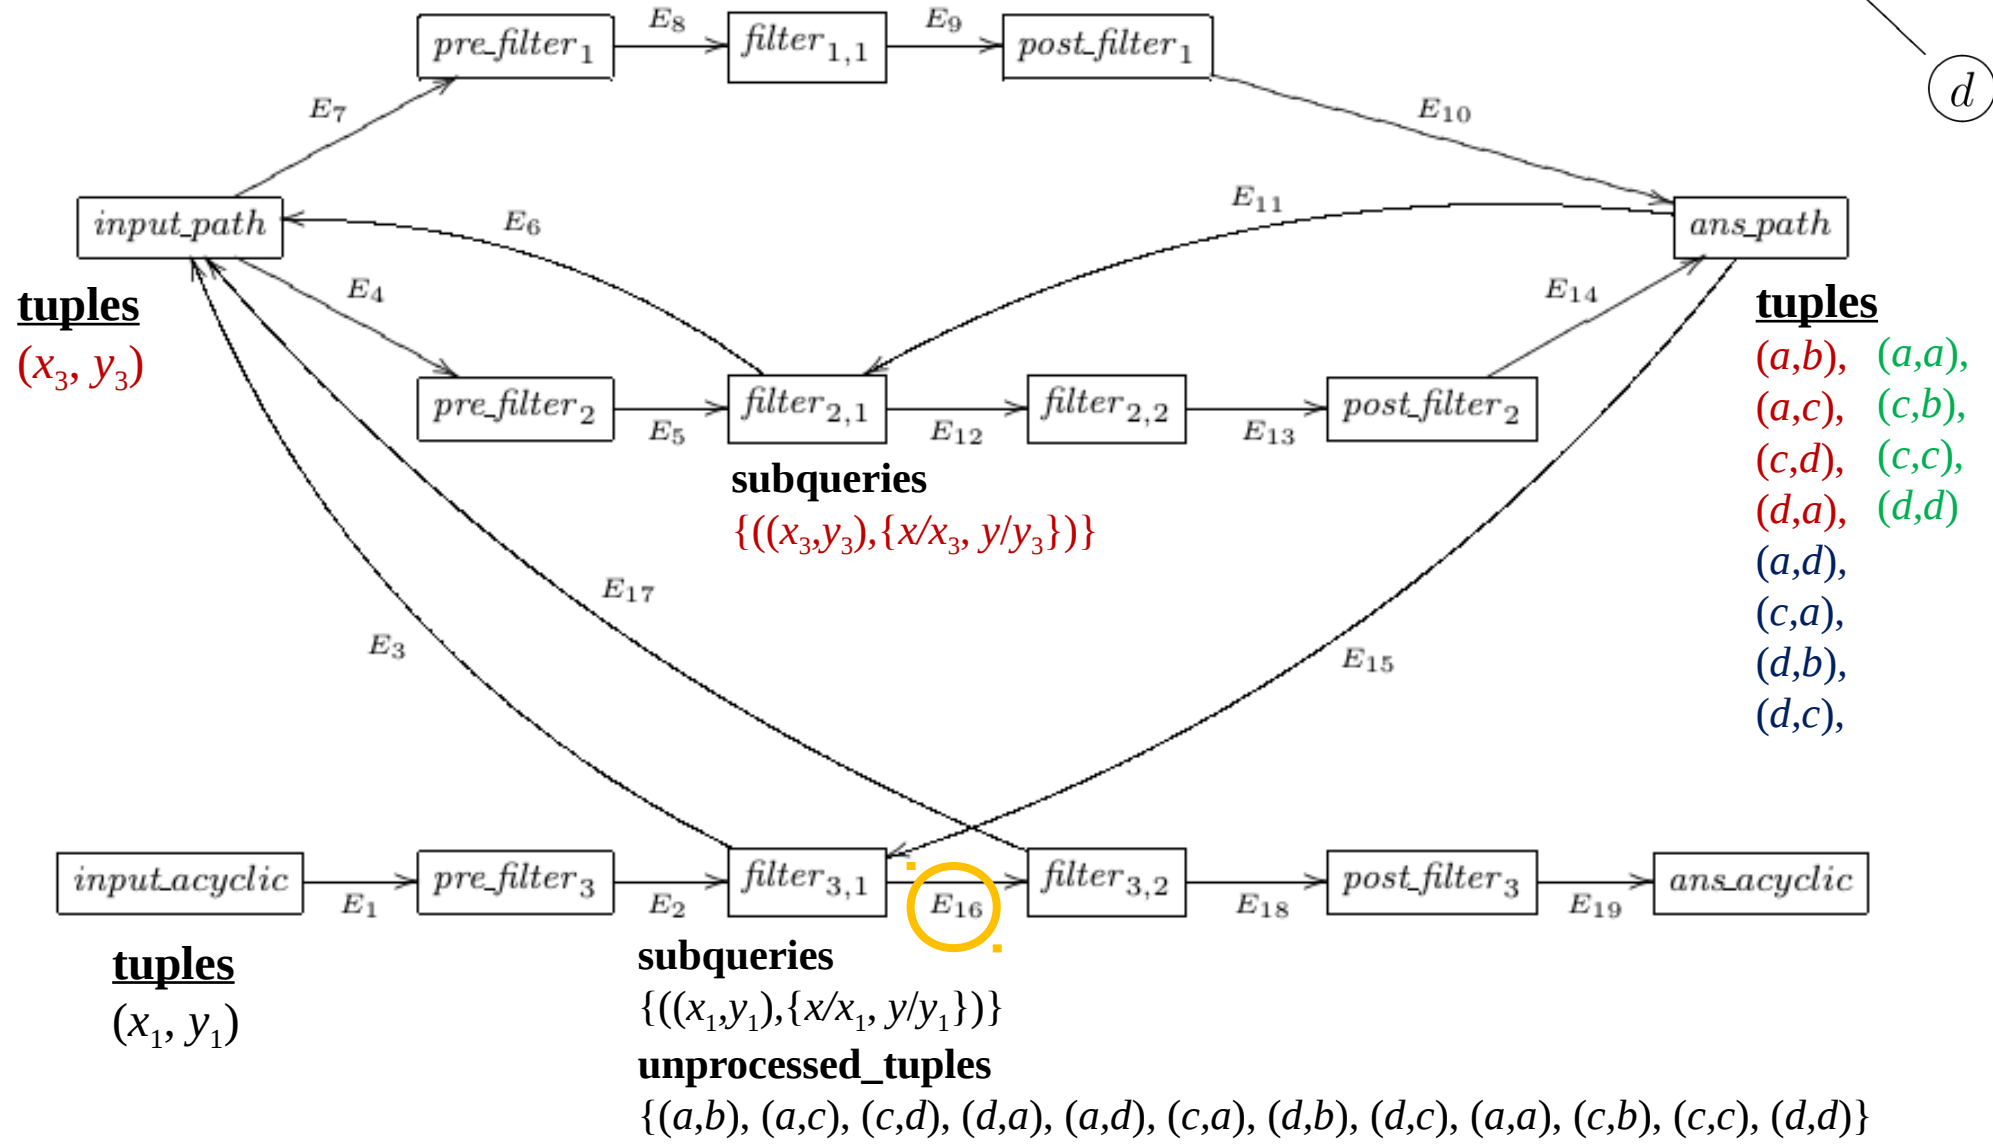 pre_filter₁ E₈ filter₁,₁ E₉ post_filter₁
d
E₇ E₁₀
input_path E₆ E₁₁ ans_path
tuples
(x₃, y₃)
E₄ E₁₄
pre_filter₂ E₅ filter₂,₁ E₁₂ filter₂,₂ E₁₃ post_filter₂
subqueries
{((x₃,y₃),{x/x₃, y/y₃})}
tuples
(a,b), (a,a),
(a,c), (c,b),
(c,d), (c,c),
(d,a), (d,d)
(a,d),
(c,a),
(d,b),
(d,c),
E₁₇
E₃ E₁₅
input_acyclic E₁ pre_filter₃ E₂ filter₃,₁ E₁₆ filter₃,₂ E₁₈ post_filter₃ E₁₉ ans_acyclic
tuples
(x₁, y₁)
subqueries
{((x₁,y₁),{x/x₁, y/y₁})}
unprocessed_tuples
{(a,b), (a,c), (c,d), (d,a), (a,d), (c,a), (d,b), (d,c), (a,a), (c,b), (c,c), (d,d)}